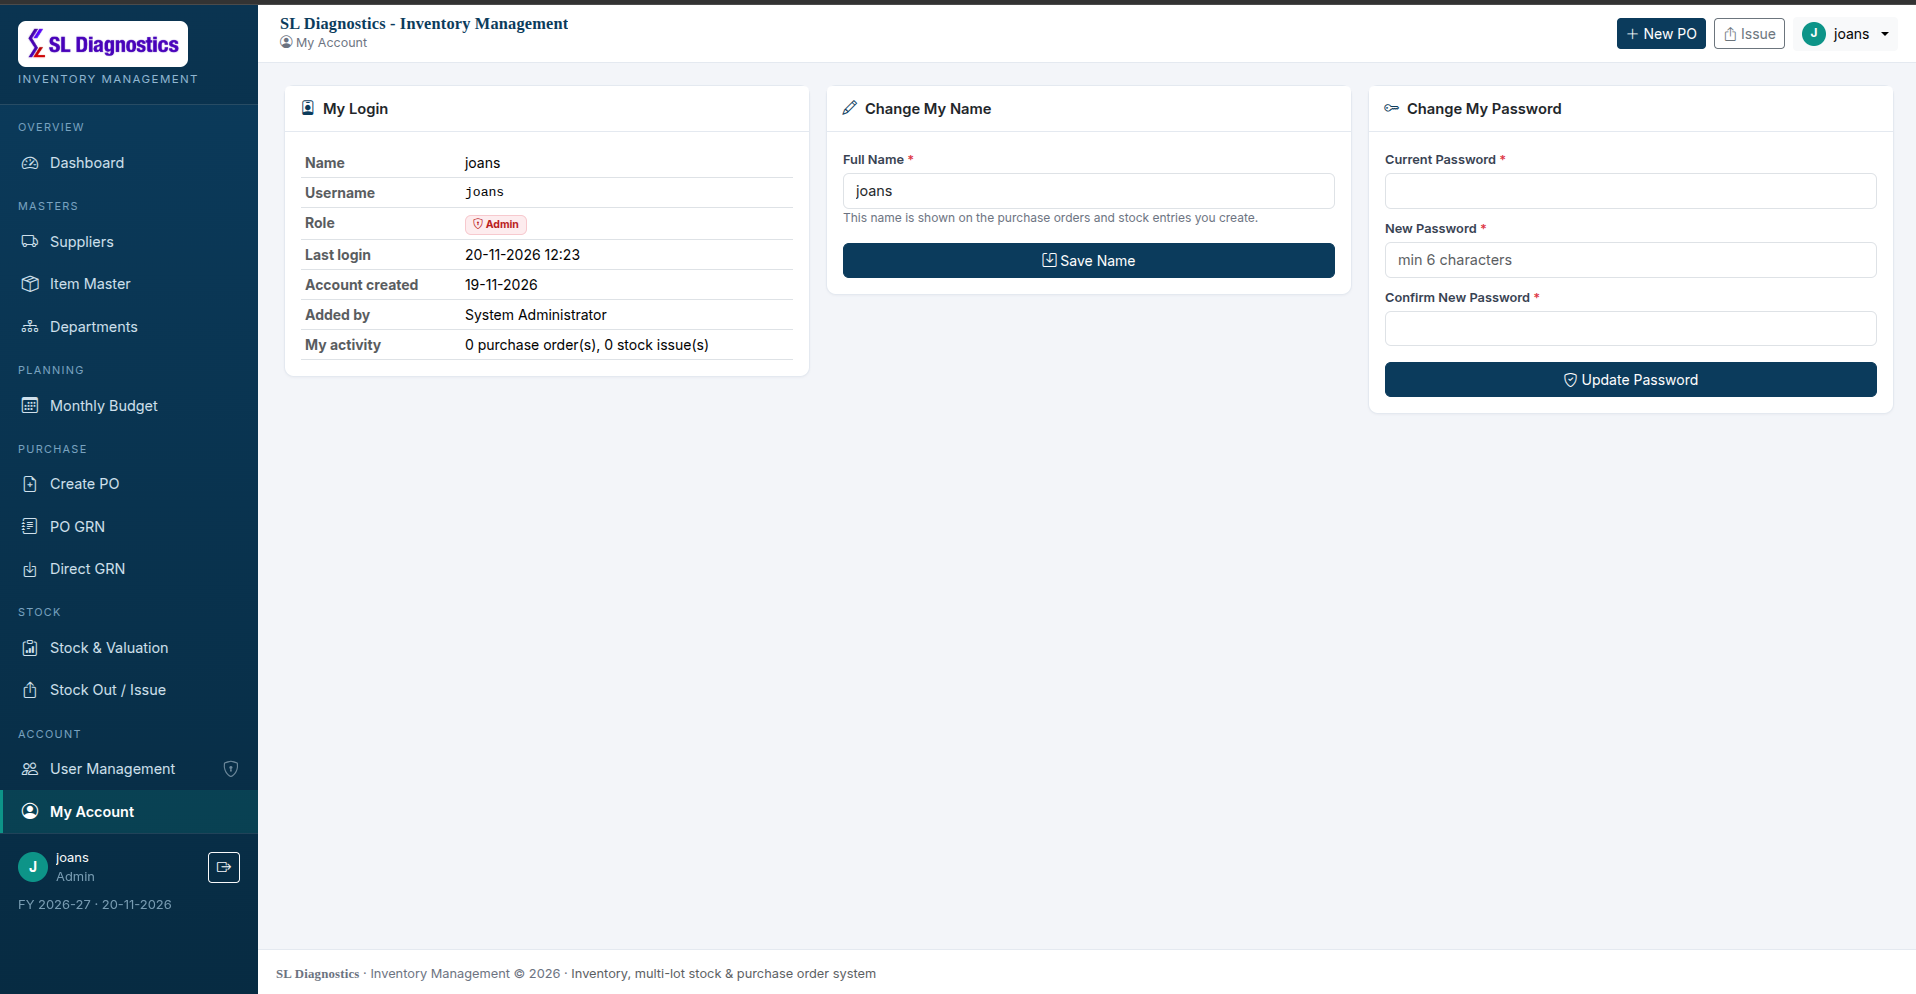 SL Diagnostics
INVENTORY MANAGEMENT
OVERVIEW
Dashboard
MASTERS
Suppliers
Item Master
Departments
PLANNING
Monthly Budget
PURCHASE
Create PO
PO GRN
Direct GRN
STOCK
Stock & Valuation
Stock Out / Issue
ACCOUNT
User Management
My Account
J
joans
Admin
FY 2026-27 · 20-11-2026
SL Diagnostics - Inventory Management
My Account
New PO
Issue
J joans
My Login
Name joans
Username joans
Role Admin
Last login 20-11-2026 12:23
Account created 19-11-2026
Added by System Administrator
My activity 0 purchase order(s), 0 stock issue(s)
Change My Name
Full Name *
joans
This name is shown on the purchase orders and stock entries you create.
Save Name
Change My Password
Current Password *
New Password *
min 6 characters
Confirm New Password *
Update Password
SL Diagnostics · Inventory Management © 2026 · Inventory, multi-lot stock & purchase order system